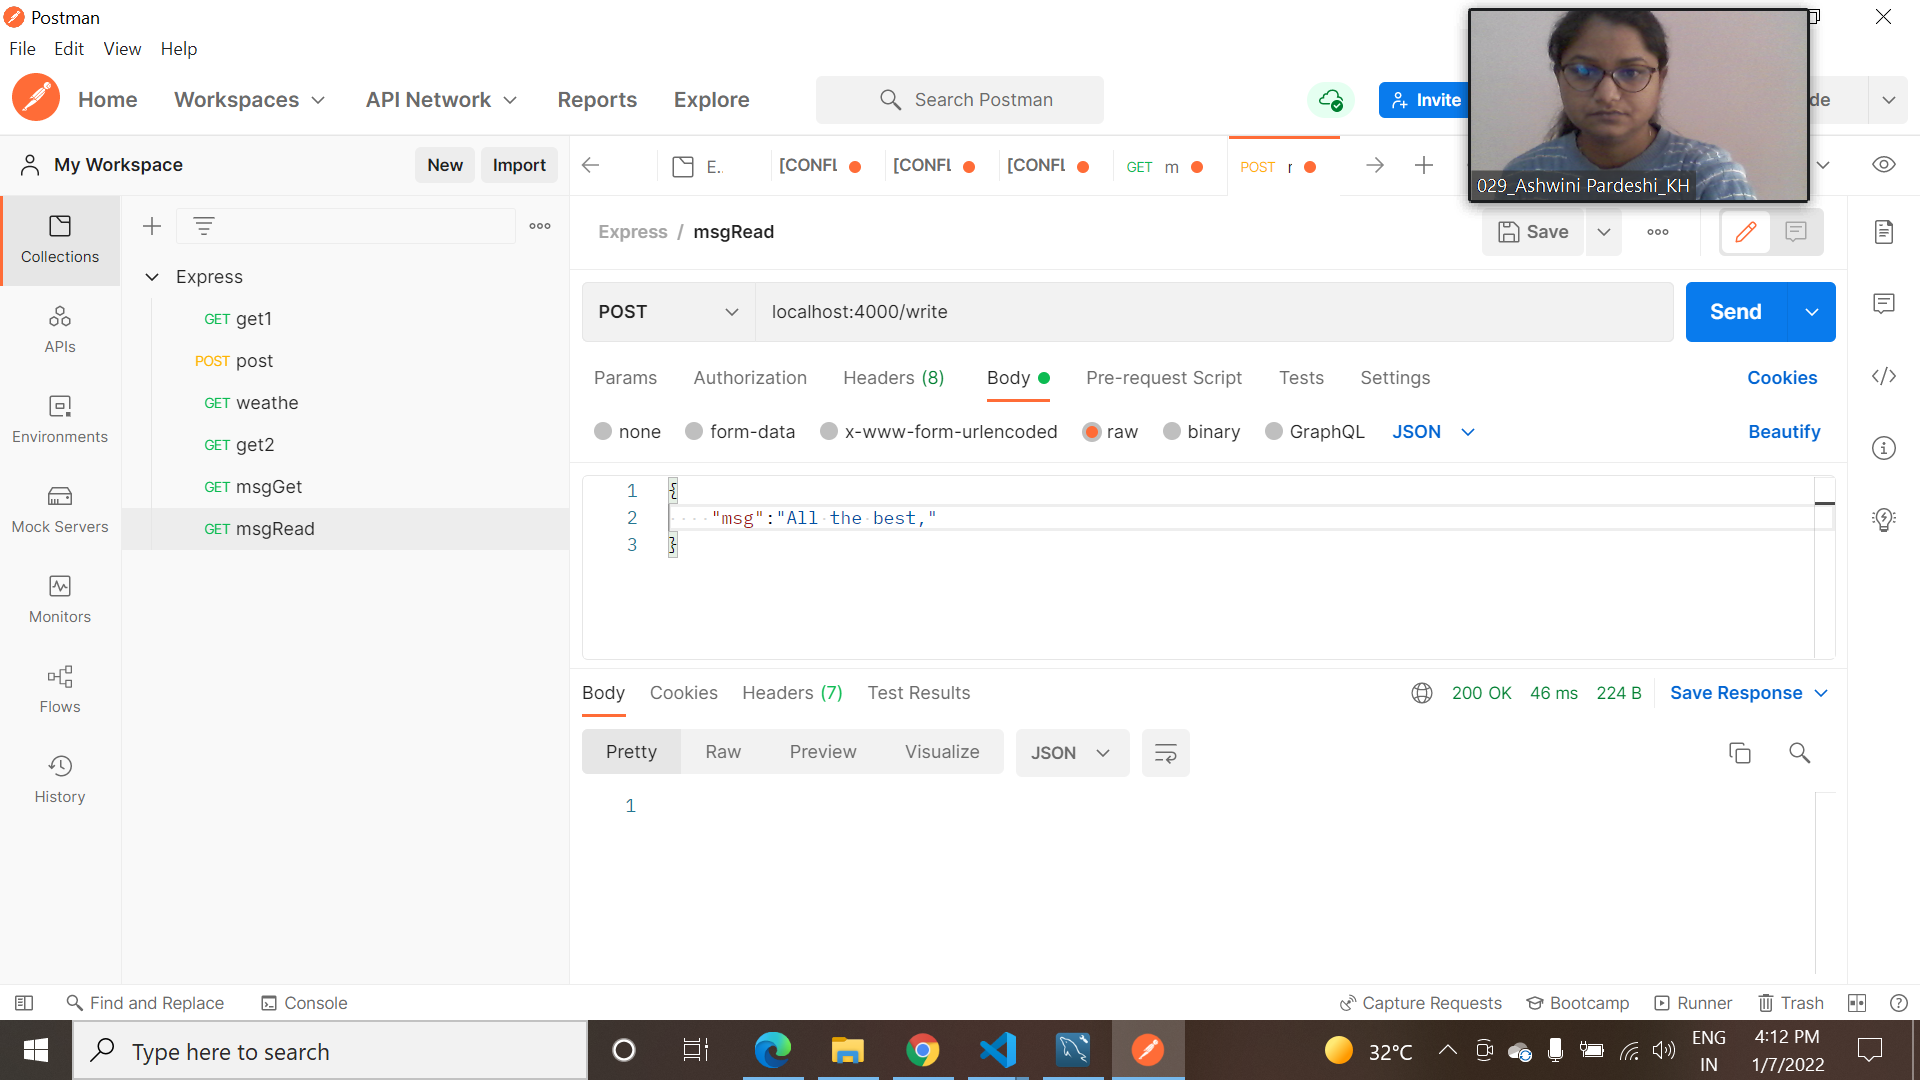 Postman
File Edit View Help
Home Workspaces API Network Reports Explore Search Postman Invite de
My Workspace New Import E.. [CONFL [CONFL [CONFL GET m POST r
029_Ashwini Pardeshi_KH
Express / msgRead Save
Collections
Express
POST localhost:4000/write Send
GET get1
APIs
POST post
Params Authorization Headers (8) Body Pre-request Script Tests Settings Cookies
GET weathe
Environments
none form-data x-www-form-urlencoded raw binary GraphQL JSON Beautify
GET get2
GET msgGet
1 {
Mock Servers
GET msgRead
2 "msg":"All the best,"
3 }
Monitors
Flows
Body Cookies Headers (7) Test Results 200 OK 46 ms 224 B Save Response
Pretty Raw Preview Visualize JSON
History
1
Find and Replace Console Capture Requests Bootcamp Runner Trash
Type here to search 32°C ENG IN 4:12 PM 1/7/2022